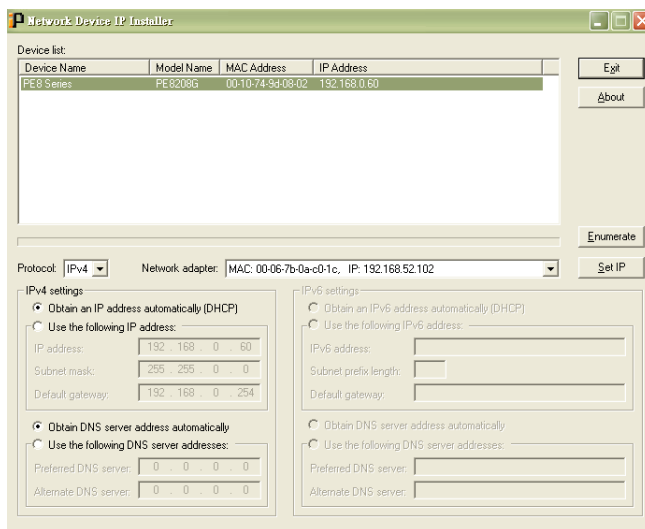 Network Device IP Installer
Device list:
Device Name Model Name MAC Address IP Address
PE8 Series PE8208G 00-10-74-9d-08-02 192.168.0.60
Exit
About
Enumerate
Protocol: IPv4 Network adapter: MAC: 00-06-7b-0a-c0-1c, IP: 192.168.52.102 Set IP
IPv4 settings
Obtain an IP address automatically (DHCP)
Use the following IP address:
IP address: 192 . 168 . 0 . 60
Subnet mask: 255 . 255 . 0 . 0
Default gateway: 192 . 168 . 0 . 254
Obtain DNS server address automatically
Use the following DNS server addresses:
Preferred DNS server: 0 . 0 . 0 . 0
Alternate DNS server: 0 . 0 . 0 . 0
IPv6 settings
Obtain an IPv6 address automatically (DHCP)
Use the following IPv6 address:
IPv6 address:
Subnet prefix length:
Default gateway:
Obtain DNS server address automatically
Use the following DNS server addresses:
Preferred DNS server:
Alternate DNS server: